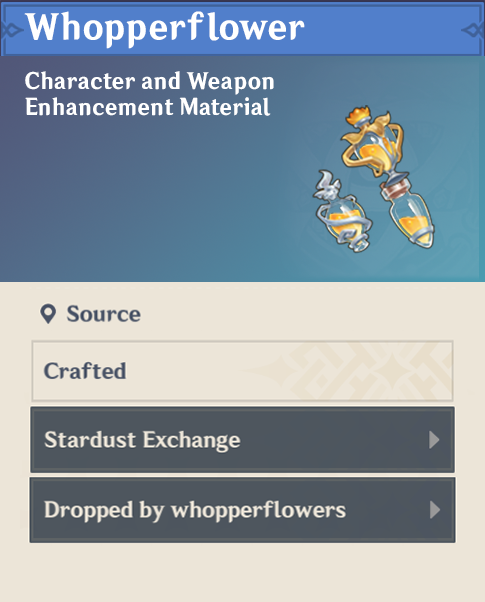 Whopperflower
Character and Weapon
Enhancement Material
Source
Crafted
Stardust Exchange
Dropped by whopperflowers